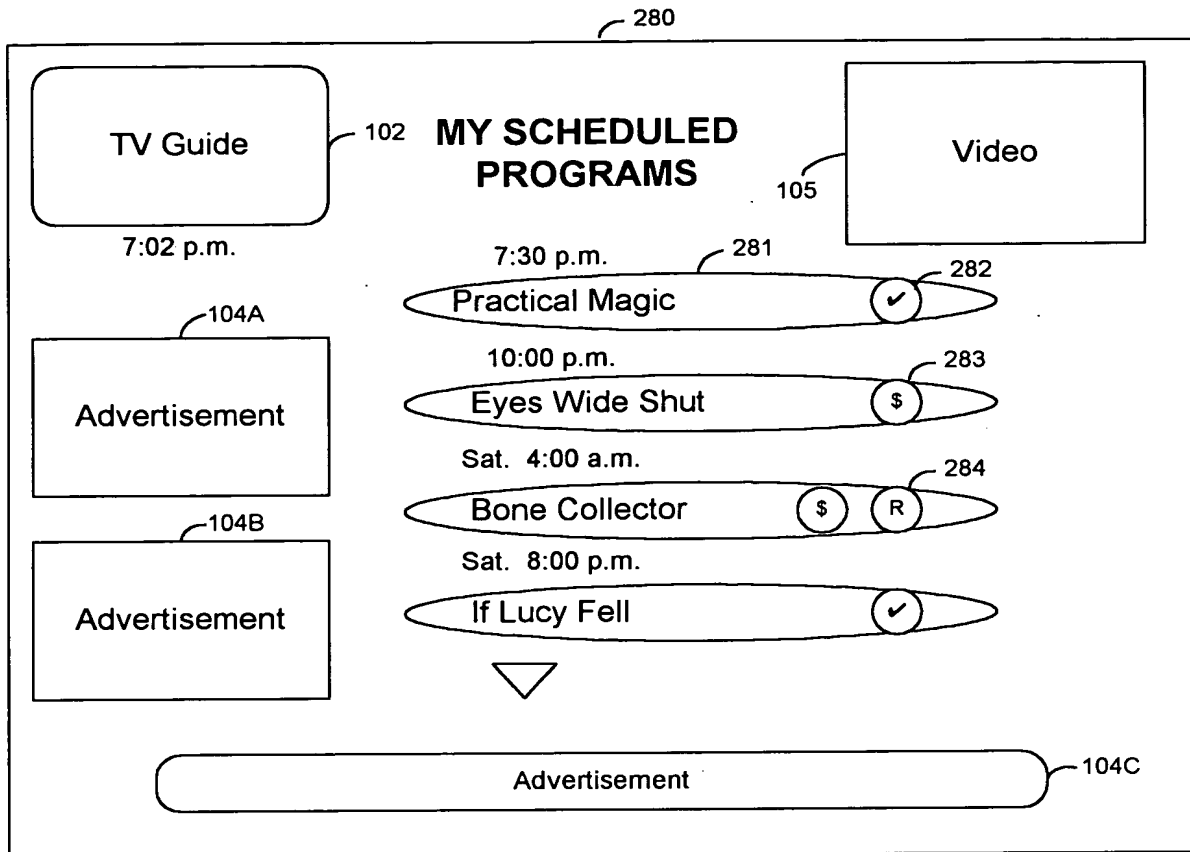 280
TV Guide
102
MY SCHEDULED
PROGRAMS
Video
105
7:02 p.m.
7:30 p.m.
281
282
Practical Magic
✔
104A
10:00 p.m.
283
Advertisement
Eyes Wide Shut
$
Sat. 4:00 a.m.
284
Bone Collector
$ R
104B
Sat. 8:00 p.m.
Advertisement
If Lucy Fell
✔
Advertisement
104C